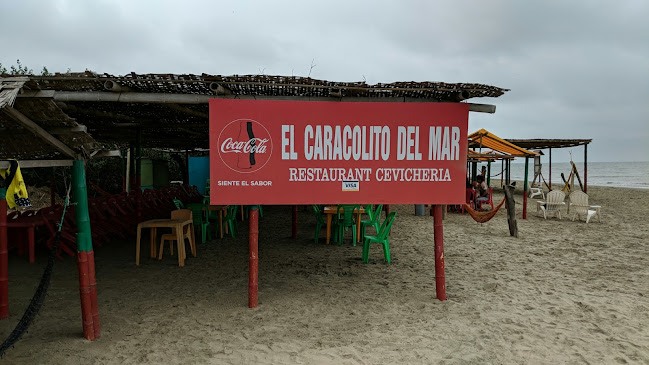 Coca-Cola
SIENTE EL SABOR
EL CARACOLITO DEL MAR
RESTAURANT CEVICHERIA
VISA